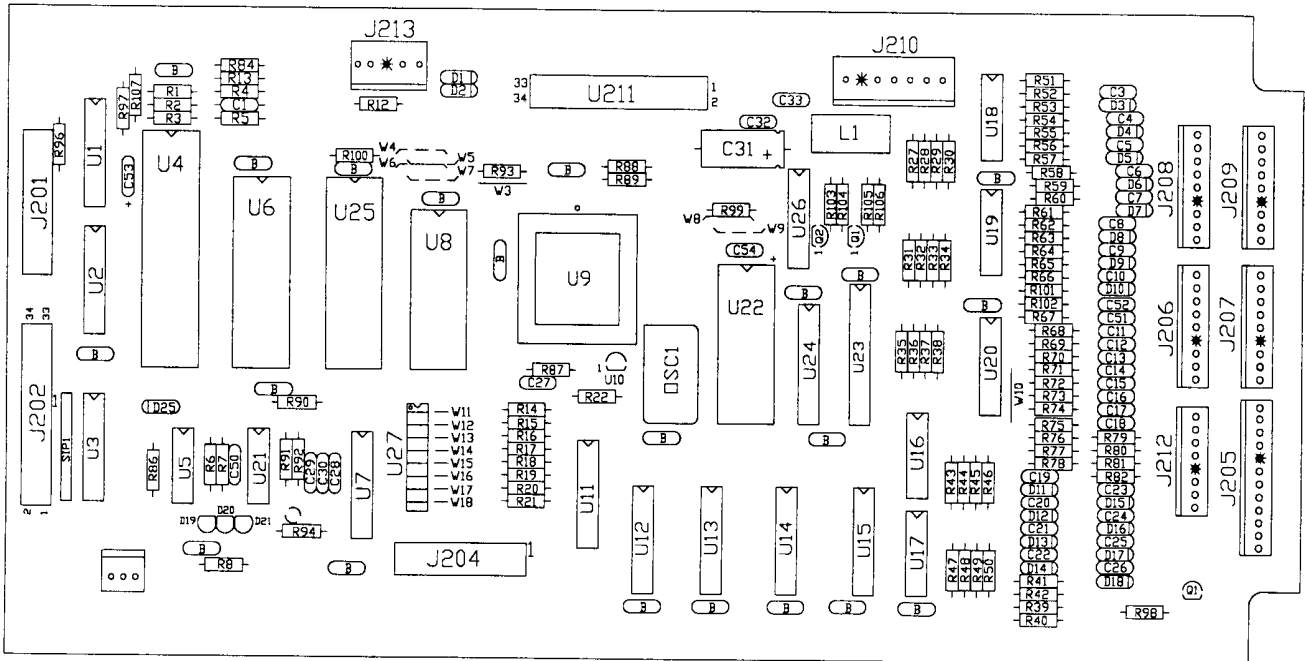 J213
J210
R84
B
R13
R107
R97
R1
R4
R2
C1
R3
R5
D1
D2
R12
33
34
U211
1
2
C33
C32
C31
+
L1
U18
R51
R52
R53
R54
R55
R56
R57
R58
R59
R60
R61
R62
R63
R64
R65
R66
R101
R102
R67
R68
R69
R70
R71
R72
R73
R74
R75
R76
R77
R78
C3
D3
C4
D4
C5
D5
C6
D6
C7
D7
C8
D8
C9
D9
C10
D10
C52
C51
C11
C12
C13
C14
C15
C16
C17
C18
R79
R80
R81
R82
C19
D11
C20
D12
C21
D13
C22
D14
R41
R42
R39
R40
C23
D15
C24
D16
C25
D17
C26
D18
J208
J209
J206
J207
J212
J205
Q1
R98
R96
U1
J201
C53
+
U4
B
U6
R100
B
U25
W4
W5
W6
W7
R93
W3
B
R88
R89
B
U8
U9
B
W8
R99
W9
C54
+
U22
U26
R103
R104
R105
R106
Q2
1
Q1
1
R27
R28
R29
R30
B
U19
R31
R32
R33
R34
B
B
B
U24
U23
U20
R35
R36
R37
R38
W10
U2
34
33
J202
2
1
B
SIP1
U3
D25
B
R90
R86
U5
R6
R7
C50
U21
R91
R92
C29
C30
C28
U7
U27
W11
W12
W13
W14
W15
W16
W17
W18
R14
R15
R16
R17
R18
R19
R20
R21
R87
C27
1
U10
R22
OSC1
B
B
U11
U16
R43
R44
R45
R46
D19
D20
D21
R94
B
R8
B
J204
1
U12
U13
U14
U15
U17
R47
R48
R49
R50
B
B
B
B
B